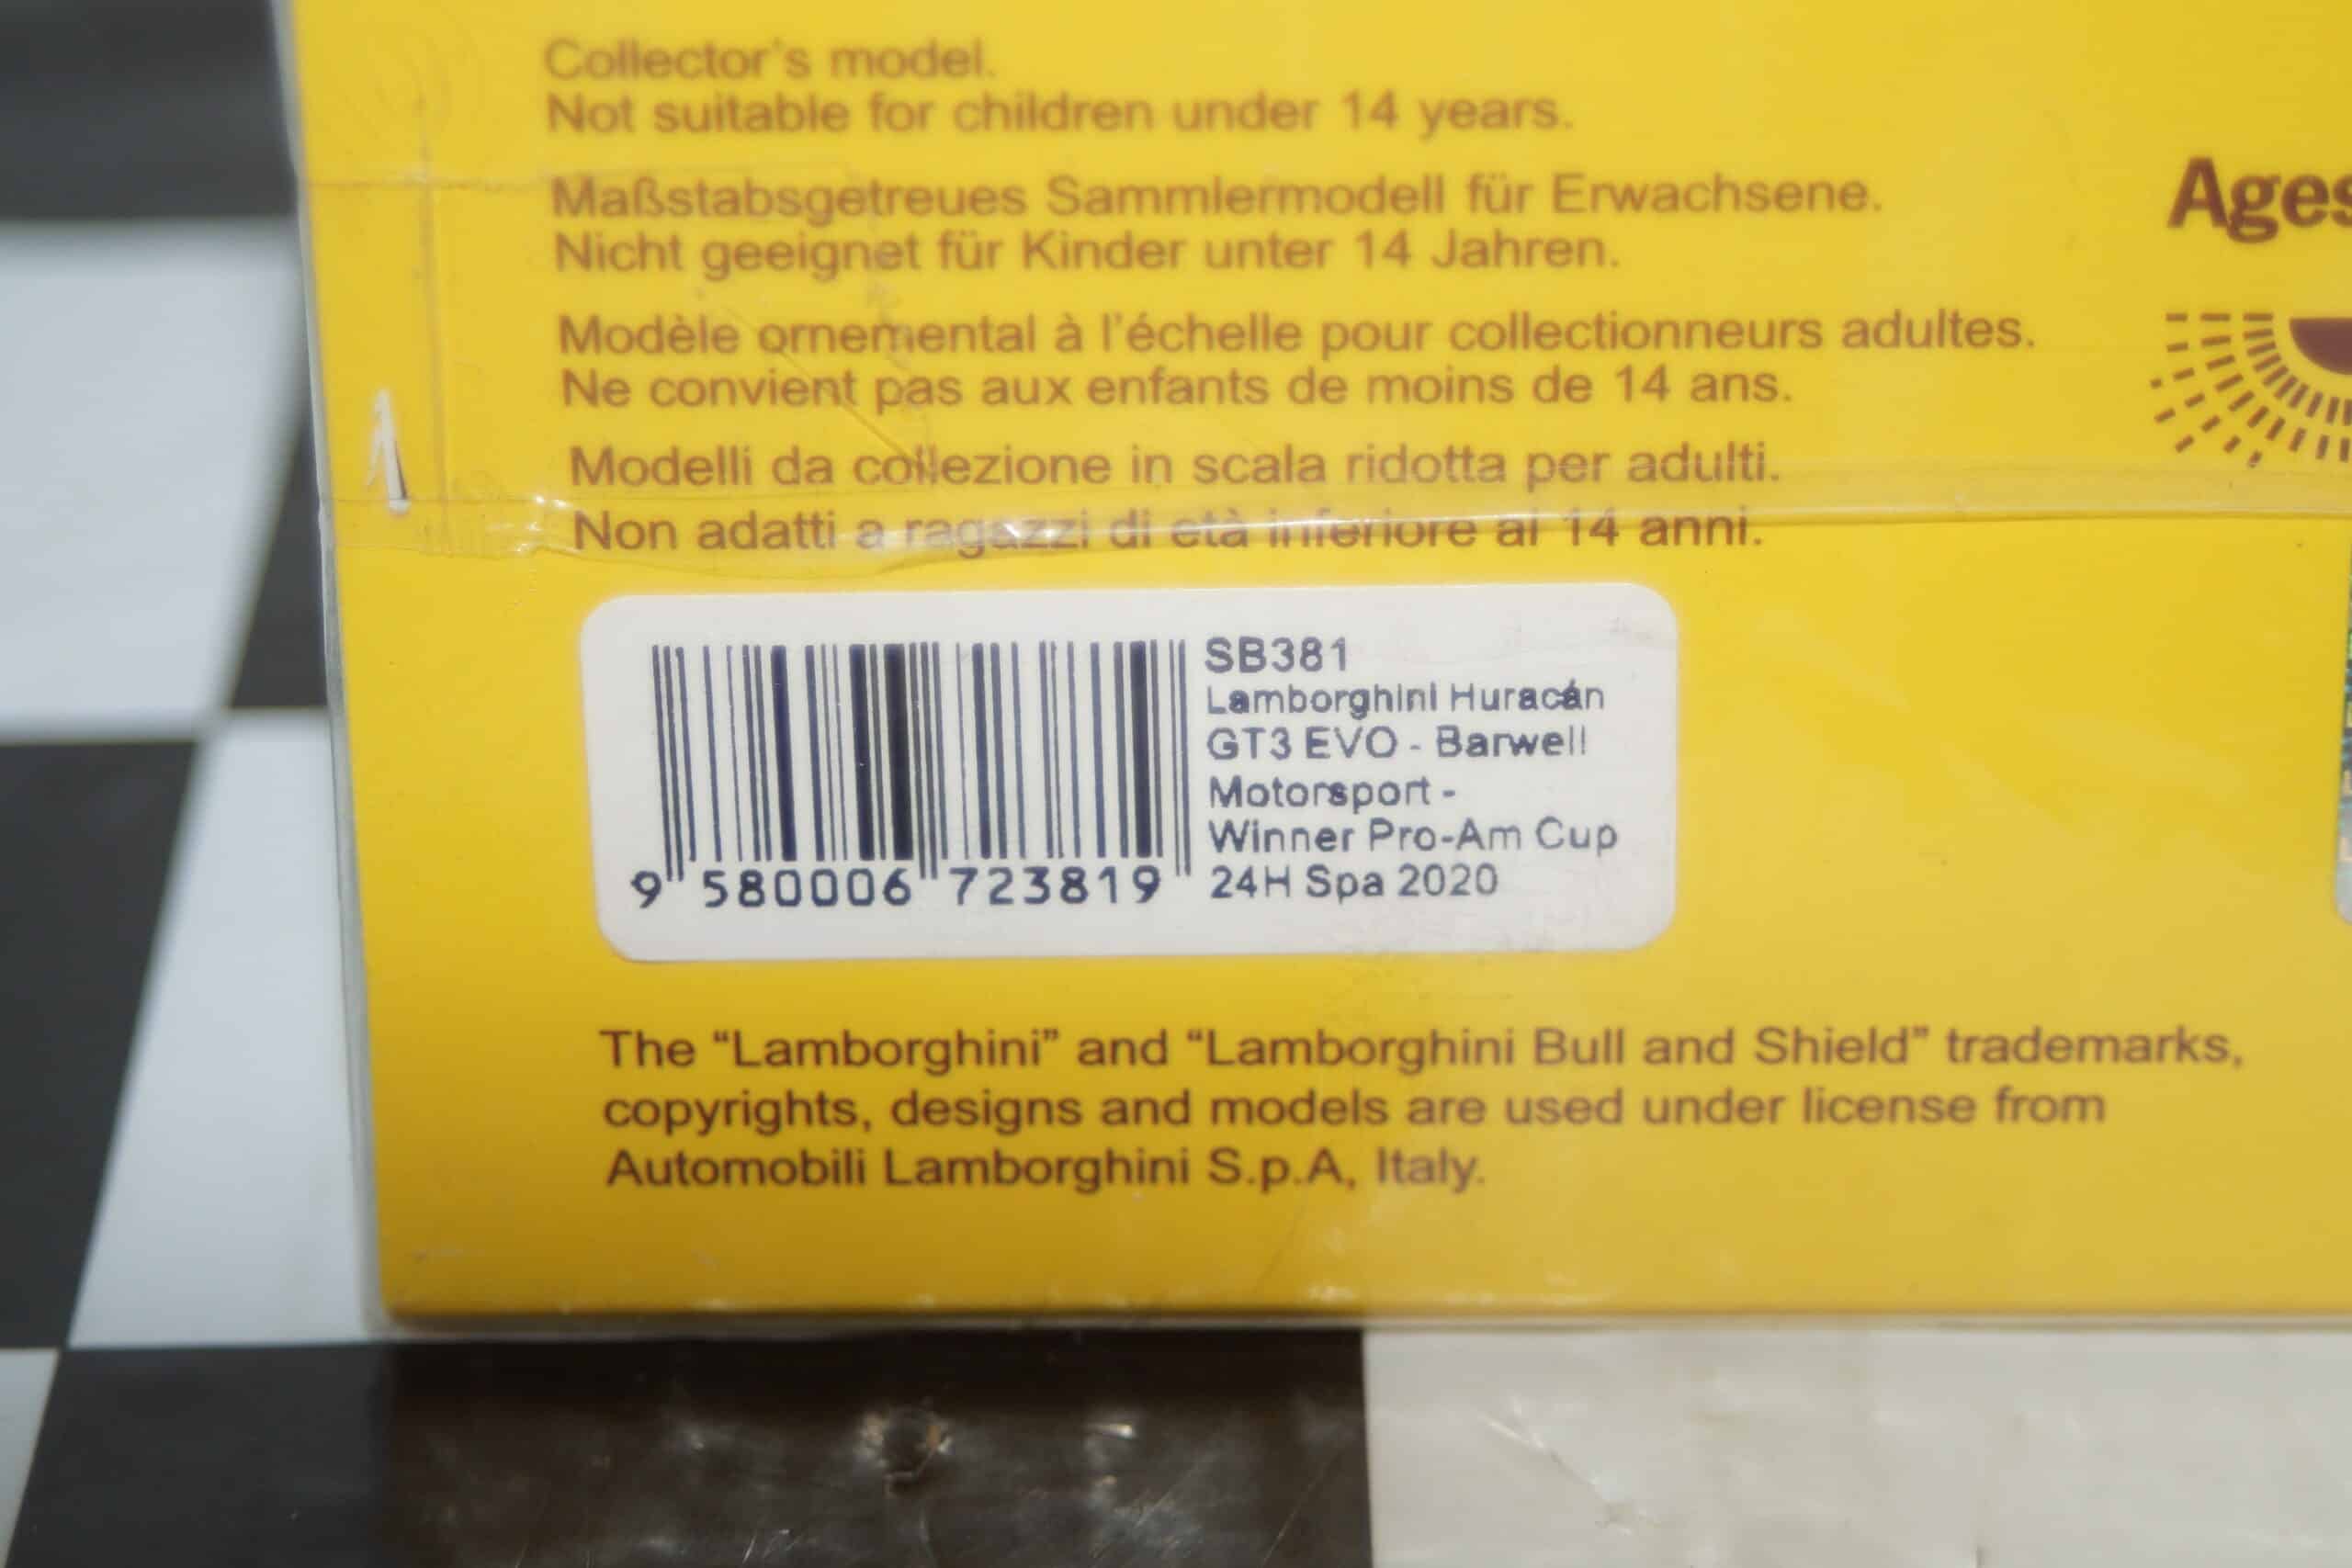 Collector's model.
Not suitable for children under 14 years.
Maßstabsgetreues Sammlermodell für Erwachsene.
Nicht geeignet für Kinder unter 14 Jahren.
Modèle ornemental à l'échelle pour collectionneurs adultes.
Ne convient pas aux enfants de moins de 14 ans.
Modelli da collezione in scala ridotta per adulti.
Non adatti a ragazzi di età inferiore ai 14 anni.
Ages
SB381
Lamborghini Huracán
GT3 EVO - Barwell
Motorsport -
Winner Pro-Am Cup
24H Spa 2020
9 580006 723819
The “Lamborghini” and “Lamborghini Bull and Shield” trademarks,
copyrights, designs and models are used under license from
Automobili Lamborghini S.p.A, Italy.